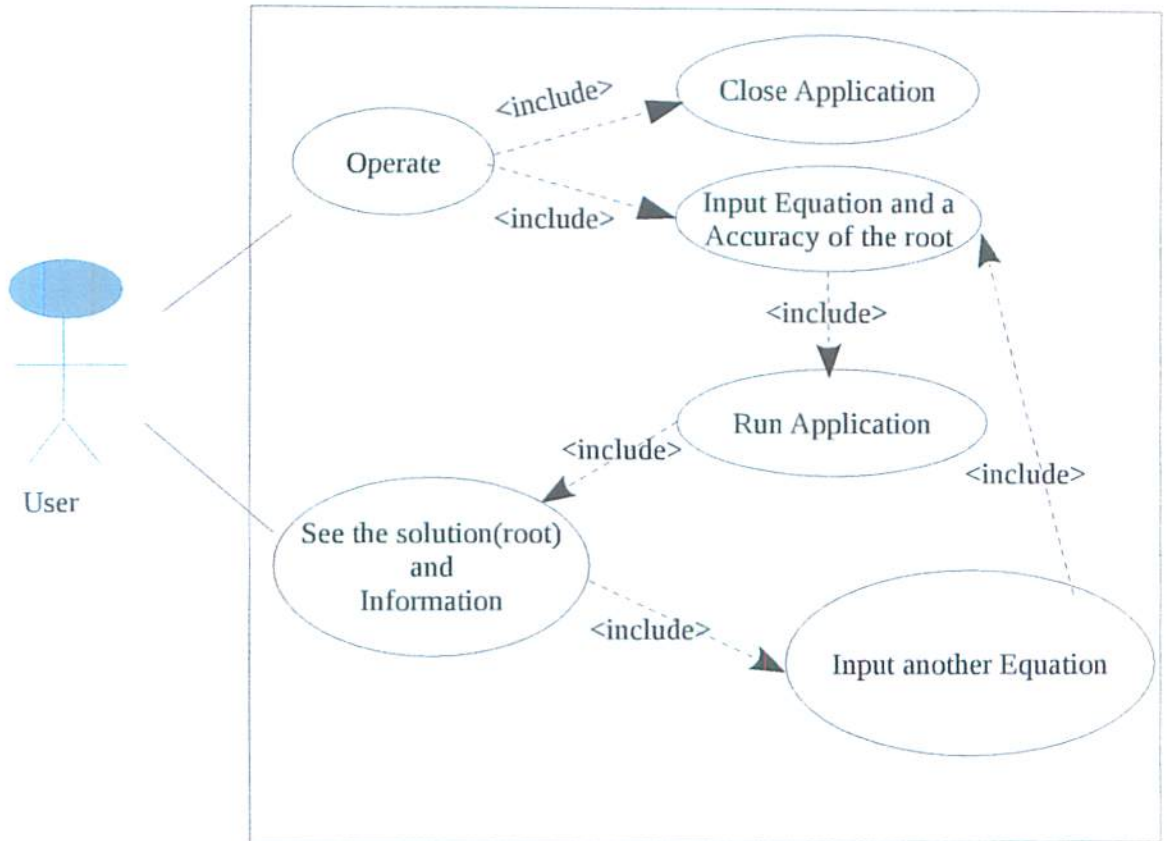 Close Application
<include>
Operate
<include>
Input Equation and a
Accuracy of the root
<include>
Run Application
<include>
<include>
User
See the solution(root)
and
Information
<include>
Input another Equation